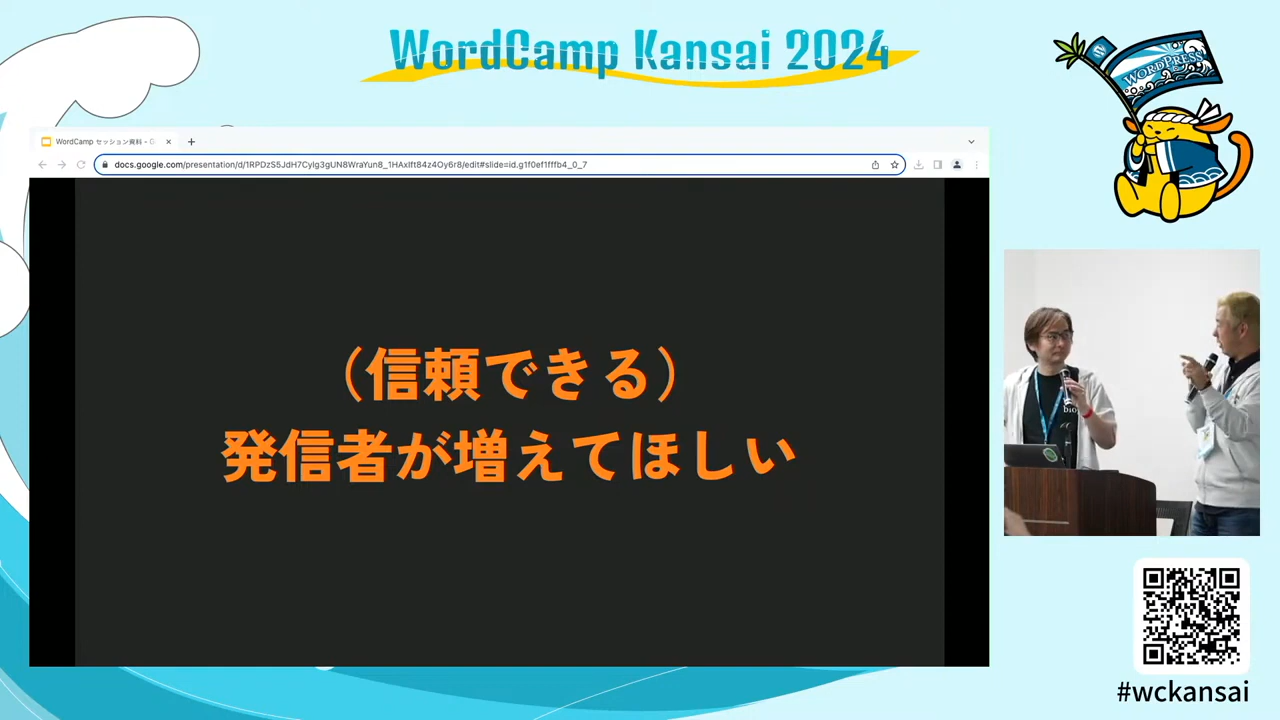 WordCamp Kansai 2024
WORDPRESS
WordCamp セッション資料 - G
docs.google.com/presentation/d/1RPDzS5JdH7Cylg3gUN8WraYun8_1HAxlft84z4Oy6r8/edit#slide=id.g1f0ef1fffb4_0_7
（信頼できる）
発信者が増えてほしい
#wckansai